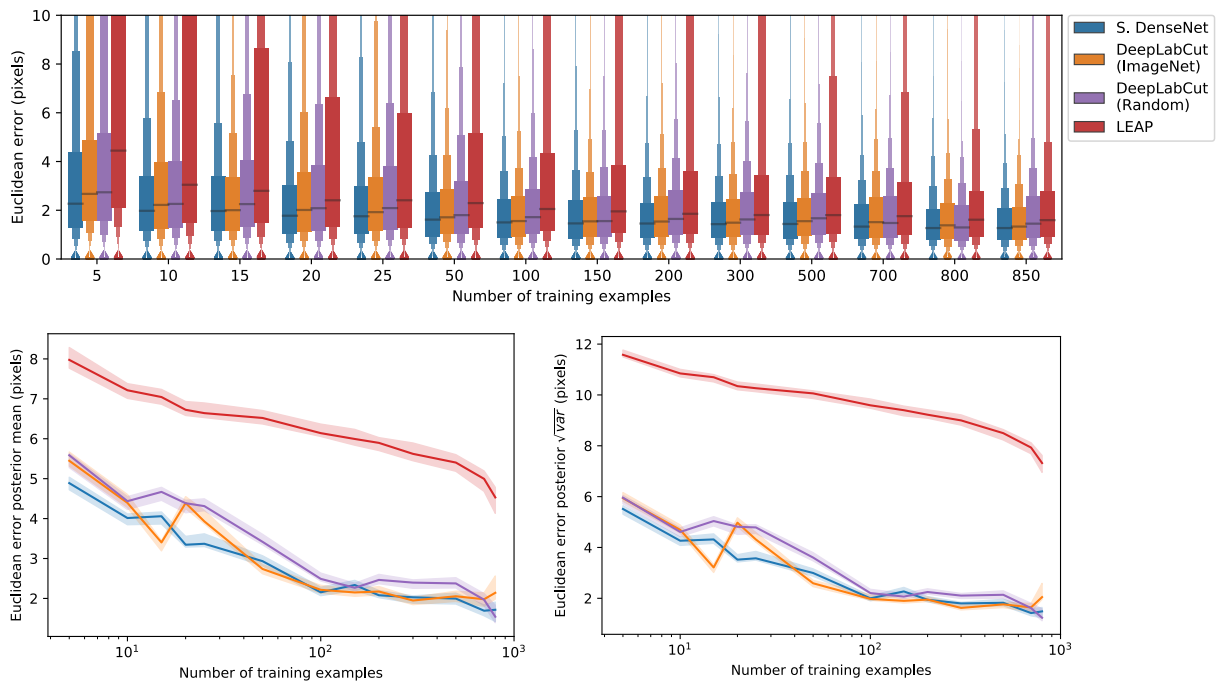 10
8
6
4
2
0
Euclidean error (pixels)
5 10 15 20 25 50 100 150 200 300 500 700 800 850
Number of training examples
S. DenseNet
DeepLabCut
(ImageNet)
DeepLabCut
(Random)
LEAP
8
7
6
5
4
3
2
Euclidean error posterior mean (pixels)
10¹ 10² 10³
Number of training examples
12
10
8
6
4
2
Euclidean error posterior √var (pixels)
10¹ 10² 10³
Number of training examples